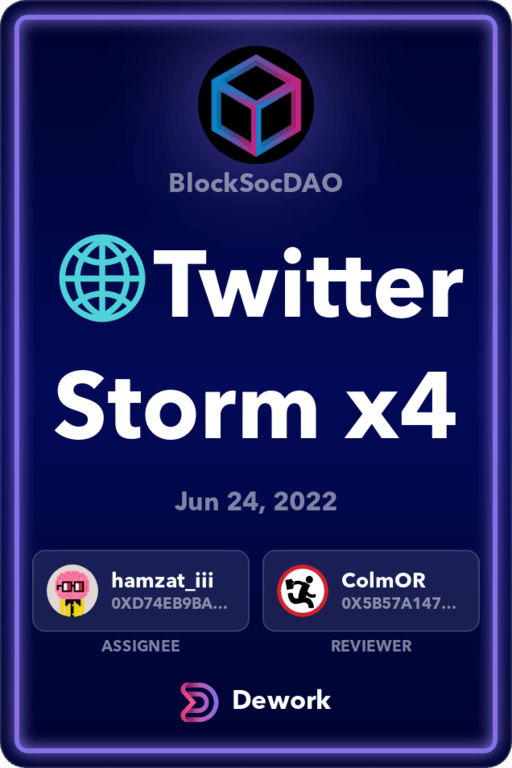 BlockSocDAO
Twitter
Storm x4
Jun 24, 2022
hamzat_iii
0XD74EB9BA...
ASSIGNEE
ColmOR
0X5B57A147...
REVIEWER
Dework